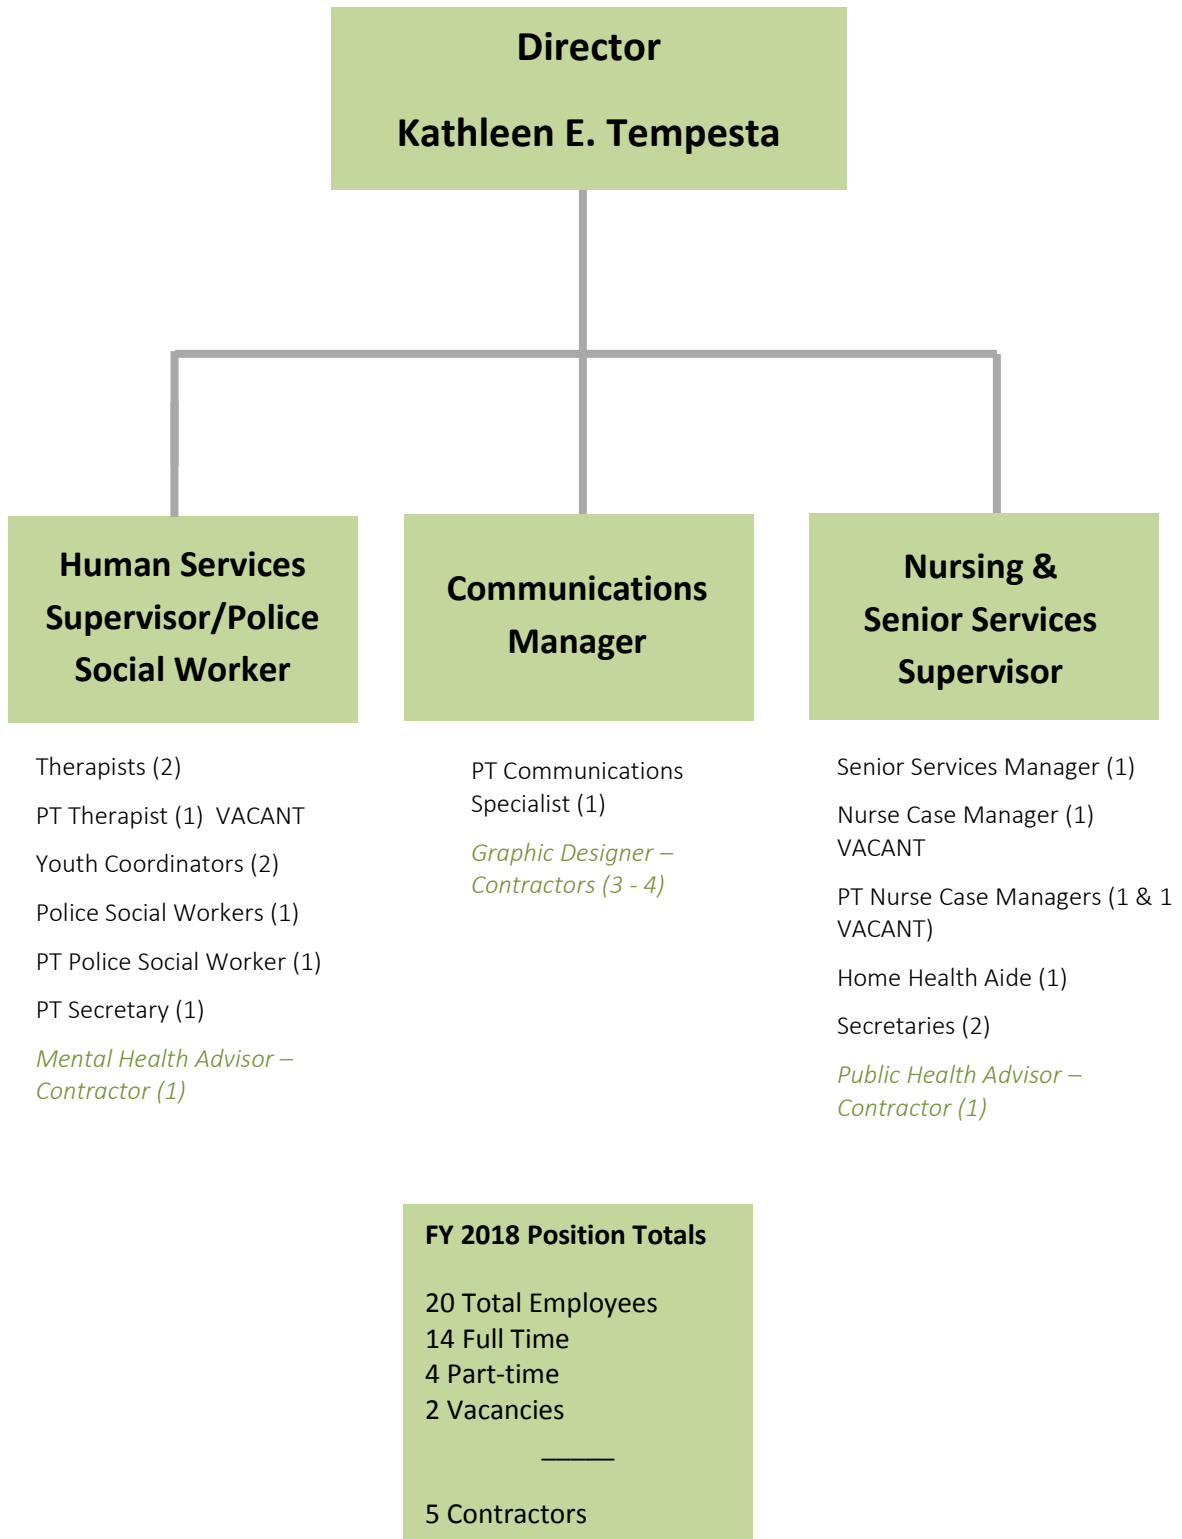 Director
Kathleen E. Tempesta
Human Services
Supervisor/Police
Social Worker
Therapists (2)
PT Therapist (1)  VACANT
Youth Coordinators (2)
Police Social Workers (1)
PT Police Social Worker (1)
PT Secretary (1)
Mental Health Advisor –
Contractor (1)
Communications
Manager
PT Communications
Specialist (1)
Graphic Designer –
Contractors (3 - 4)
Nursing &
Senior Services
Supervisor
Senior Services Manager (1)
Nurse Case Manager (1)
VACANT
PT Nurse Case Managers (1 & 1
VACANT)
Home Health Aide (1)
Secretaries (2)
Public Health Advisor –
Contractor (1)
FY 2018 Position Totals
20 Total Employees
14 Full Time
4 Part-time
2 Vacancies
_____
5 Contractors